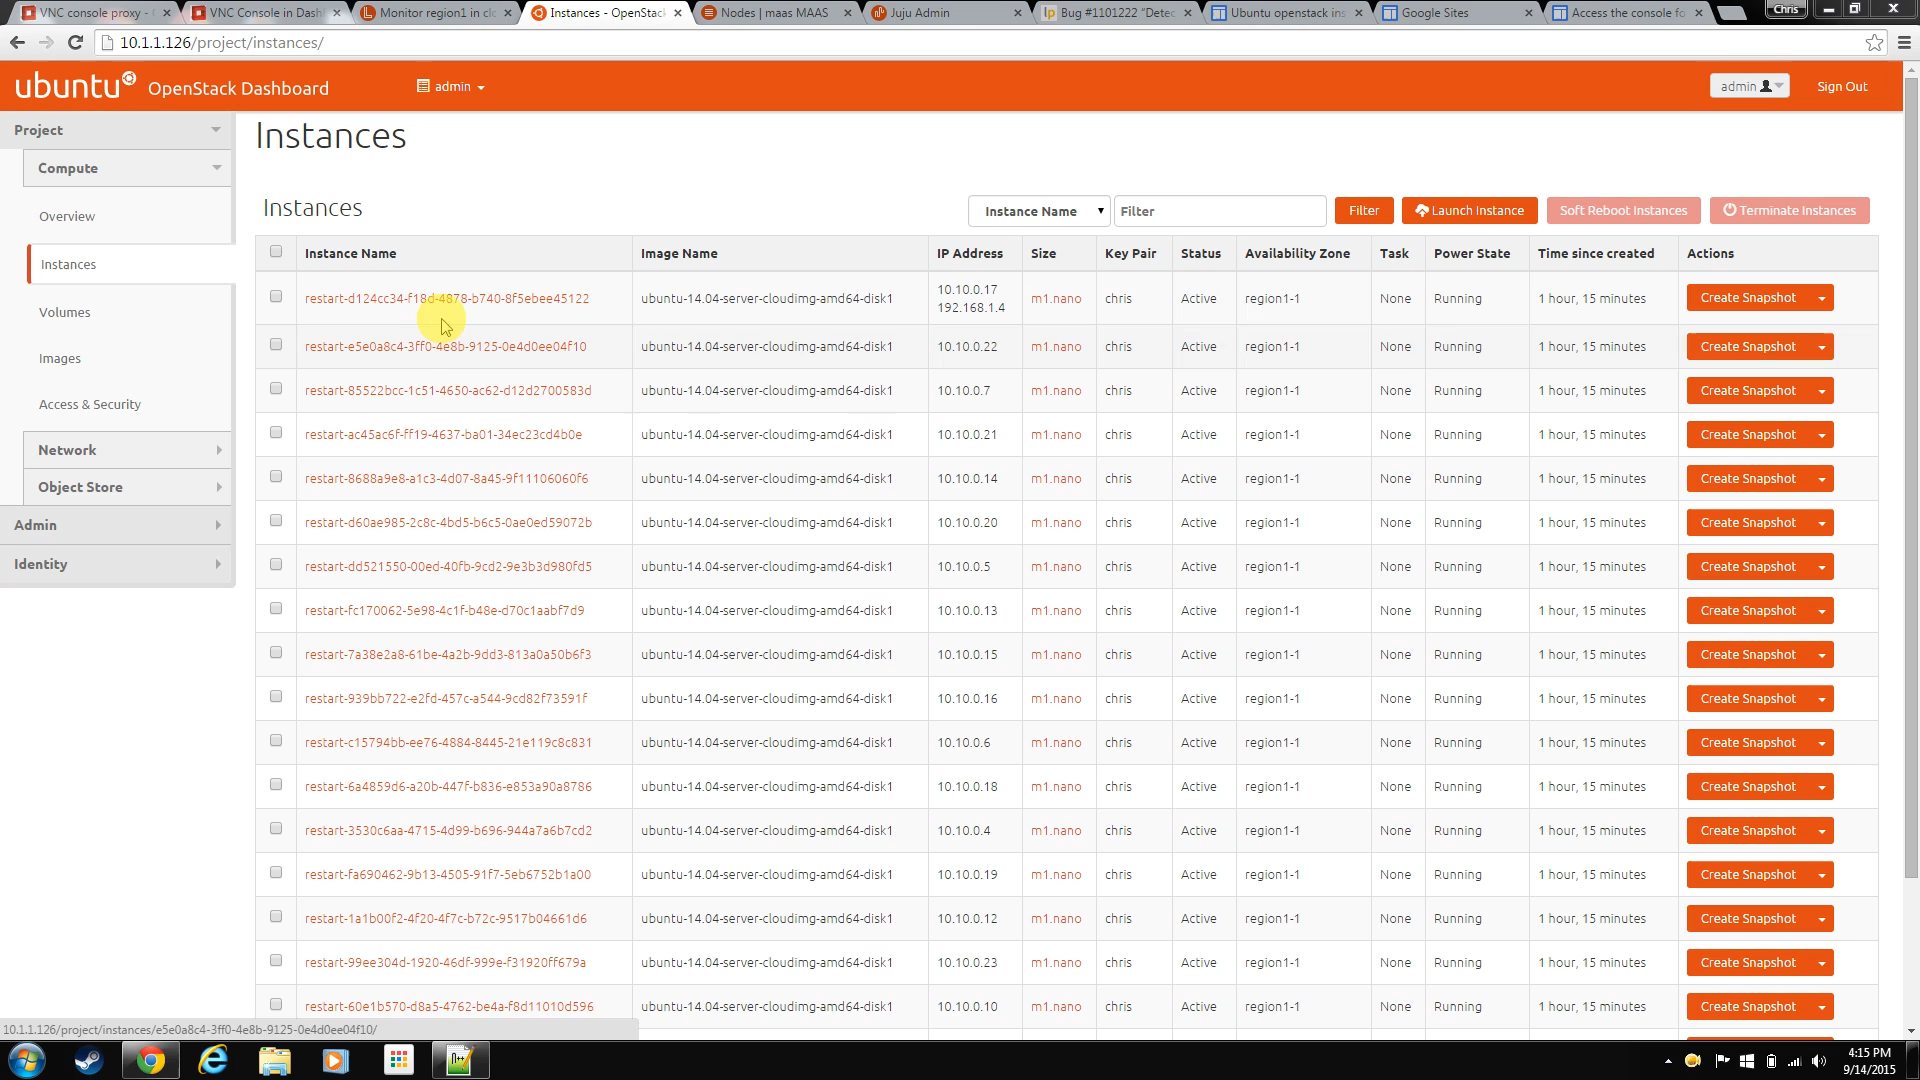 VNC console proxy -
VNC Console in Dash
Monitor region1 in clo
Instances - OpenStack
Nodes | maas MAAS
Juju Admin
Bug #1101222 "Detec
Ubuntu openstack ins
Google Sites
Access the console fo
Chris
10.1.1.126/project/instances/
ubuntu OpenStack Dashboard
admin
admin
Sign Out
Project
Compute
Overview
Instances
Volumes
Images
Access & Security
Network
Object Store
Admin
Identity
Instances
Instances
Instance Name
Filter
Filter
Launch Instance
Soft Reboot Instances
Terminate Instances
Instance Name Image Name IP Address Size Key Pair Status Availability Zone Task Power State Time since created Actions
restart-d124cc34-f18d-4878-b740-8f5ebee45122 ubuntu-14.04-server-cloudimg-amd64-disk1 10.10.0.17 m1.nano chris Active region1-1 None Running 1 hour, 15 minutes Create Snapshot
192.168.1.4
restart-e5e0a8c4-3ff0-4e8b-9125-0e4d0ee04f10 ubuntu-14.04-server-cloudimg-amd64-disk1 10.10.0.22 m1.nano chris Active region1-1 None Running 1 hour, 15 minutes Create Snapshot
restart-85522bcc-1c51-4650-ac62-d12d2700583d ubuntu-14.04-server-cloudimg-amd64-disk1 10.10.0.7 m1.nano chris Active region1-1 None Running 1 hour, 15 minutes Create Snapshot
restart-ac45ac6f-ff19-4637-ba01-34ec23cd4b0e ubuntu-14.04-server-cloudimg-amd64-disk1 10.10.0.21 m1.nano chris Active region1-1 None Running 1 hour, 15 minutes Create Snapshot
restart-8688a9e8-a1c3-4d07-8a45-9f11106060f6 ubuntu-14.04-server-cloudimg-amd64-disk1 10.10.0.14 m1.nano chris Active region1-1 None Running 1 hour, 15 minutes Create Snapshot
restart-d60ae985-2c8c-4bd5-b6c5-0ae0ed59072b ubuntu-14.04-server-cloudimg-amd64-disk1 10.10.0.20 m1.nano chris Active region1-1 None Running 1 hour, 15 minutes Create Snapshot
restart-dd521550-00ed-40fb-9cd2-9e3b3d980fd5 ubuntu-14.04-server-cloudimg-amd64-disk1 10.10.0.5 m1.nano chris Active region1-1 None Running 1 hour, 15 minutes Create Snapshot
restart-fc170062-5e98-4c1f-b48e-d70c1aabf7d9 ubuntu-14.04-server-cloudimg-amd64-disk1 10.10.0.13 m1.nano chris Active region1-1 None Running 1 hour, 15 minutes Create Snapshot
restart-7a38e2a8-61be-4a2b-9dd3-813a0a50b6f3 ubuntu-14.04-server-cloudimg-amd64-disk1 10.10.0.15 m1.nano chris Active region1-1 None Running 1 hour, 15 minutes Create Snapshot
restart-939bb722-e2fd-457c-a544-9cd82f73591f ubuntu-14.04-server-cloudimg-amd64-disk1 10.10.0.16 m1.nano chris Active region1-1 None Running 1 hour, 15 minutes Create Snapshot
restart-c15794bb-ee76-4884-8445-21e119c8c831 ubuntu-14.04-server-cloudimg-amd64-disk1 10.10.0.6 m1.nano chris Active region1-1 None Running 1 hour, 15 minutes Create Snapshot
restart-6a4859d6-a20b-447f-b836-e853a90a8786 ubuntu-14.04-server-cloudimg-amd64-disk1 10.10.0.18 m1.nano chris Active region1-1 None Running 1 hour, 15 minutes Create Snapshot
restart-3530c6aa-4715-4d99-b696-944a7a6b7cd2 ubuntu-14.04-server-cloudimg-amd64-disk1 10.10.0.4 m1.nano chris Active region1-1 None Running 1 hour, 15 minutes Create Snapshot
restart-fa690462-9b13-4505-91f7-5eb6752b1a00 ubuntu-14.04-server-cloudimg-amd64-disk1 10.10.0.19 m1.nano chris Active region1-1 None Running 1 hour, 15 minutes Create Snapshot
restart-1a1b00f2-4f20-4f7c-b72c-9517b04661d6 ubuntu-14.04-server-cloudimg-amd64-disk1 10.10.0.12 m1.nano chris Active region1-1 None Running 1 hour, 15 minutes Create Snapshot
restart-99ee304d-1920-46df-999e-f31920ff679a ubuntu-14.04-server-cloudimg-amd64-disk1 10.10.0.23 m1.nano chris Active region1-1 None Running 1 hour, 15 minutes Create Snapshot
restart-60e1b570-d8a5-4762-be4a-f8d11010d596 ubuntu-14.04-server-cloudimg-amd64-disk1 10.10.0.10 m1.nano chris Active region1-1 None Running 1 hour, 15 minutes Create Snapshot
10.1.1.126/project/instances/e5e0a8c4-3ff0-4e8b-9125-0e4d0ee04f10/
4:15 PM
9/14/2015